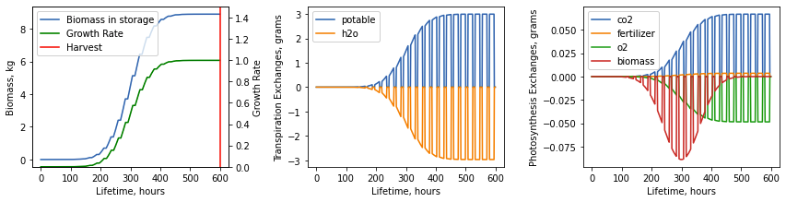 Biomass in storage
Growth Rate
Harvest
Biomass, kg
8
6
4
2
0
1.4
1.2
1.0
0.8
0.6
0.4
0.2
0.0
Growth Rate
0 100 200 300 400 500 600
Lifetime, hours
potable
h2o
Transpiration Exchanges, grams
3
2
1
0
−1
−2
−3
0 100 200 300 400 500 600
Lifetime, hours
co2
fertilizer
o2
biomass
Photosynthesis Exchanges, grams
0.050
0.025
0.000
−0.025
−0.050
−0.075
0 100 200 300 400 500 600
Lifetime, hours